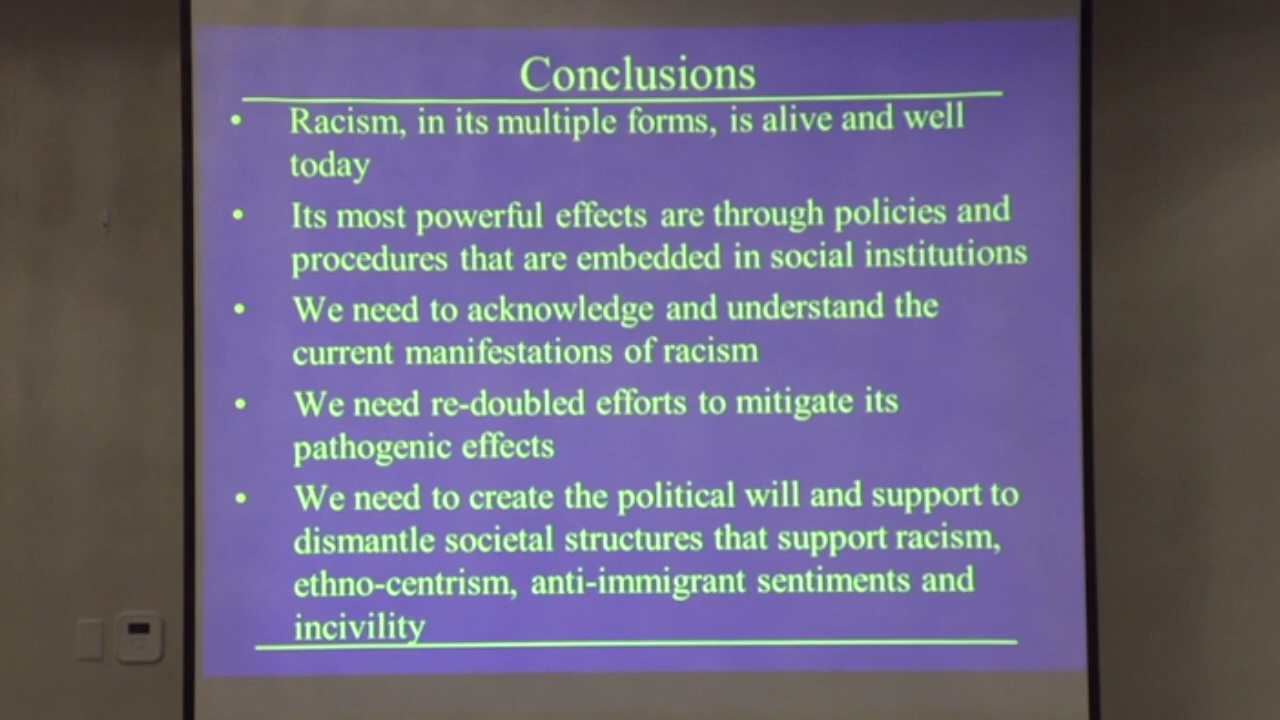 Conclusions
• Racism, in its multiple forms, is alive and well
today
• Its most powerful effects are through policies and
procedures that are embedded in social institutions
• We need to acknowledge and understand the
current manifestations of racism
• We need re-doubled efforts to mitigate its
pathogenic effects
• We need to create the political will and support to
dismantle societal structures that support racism,
ethno-centrism, anti-immigrant sentiments and
incivility